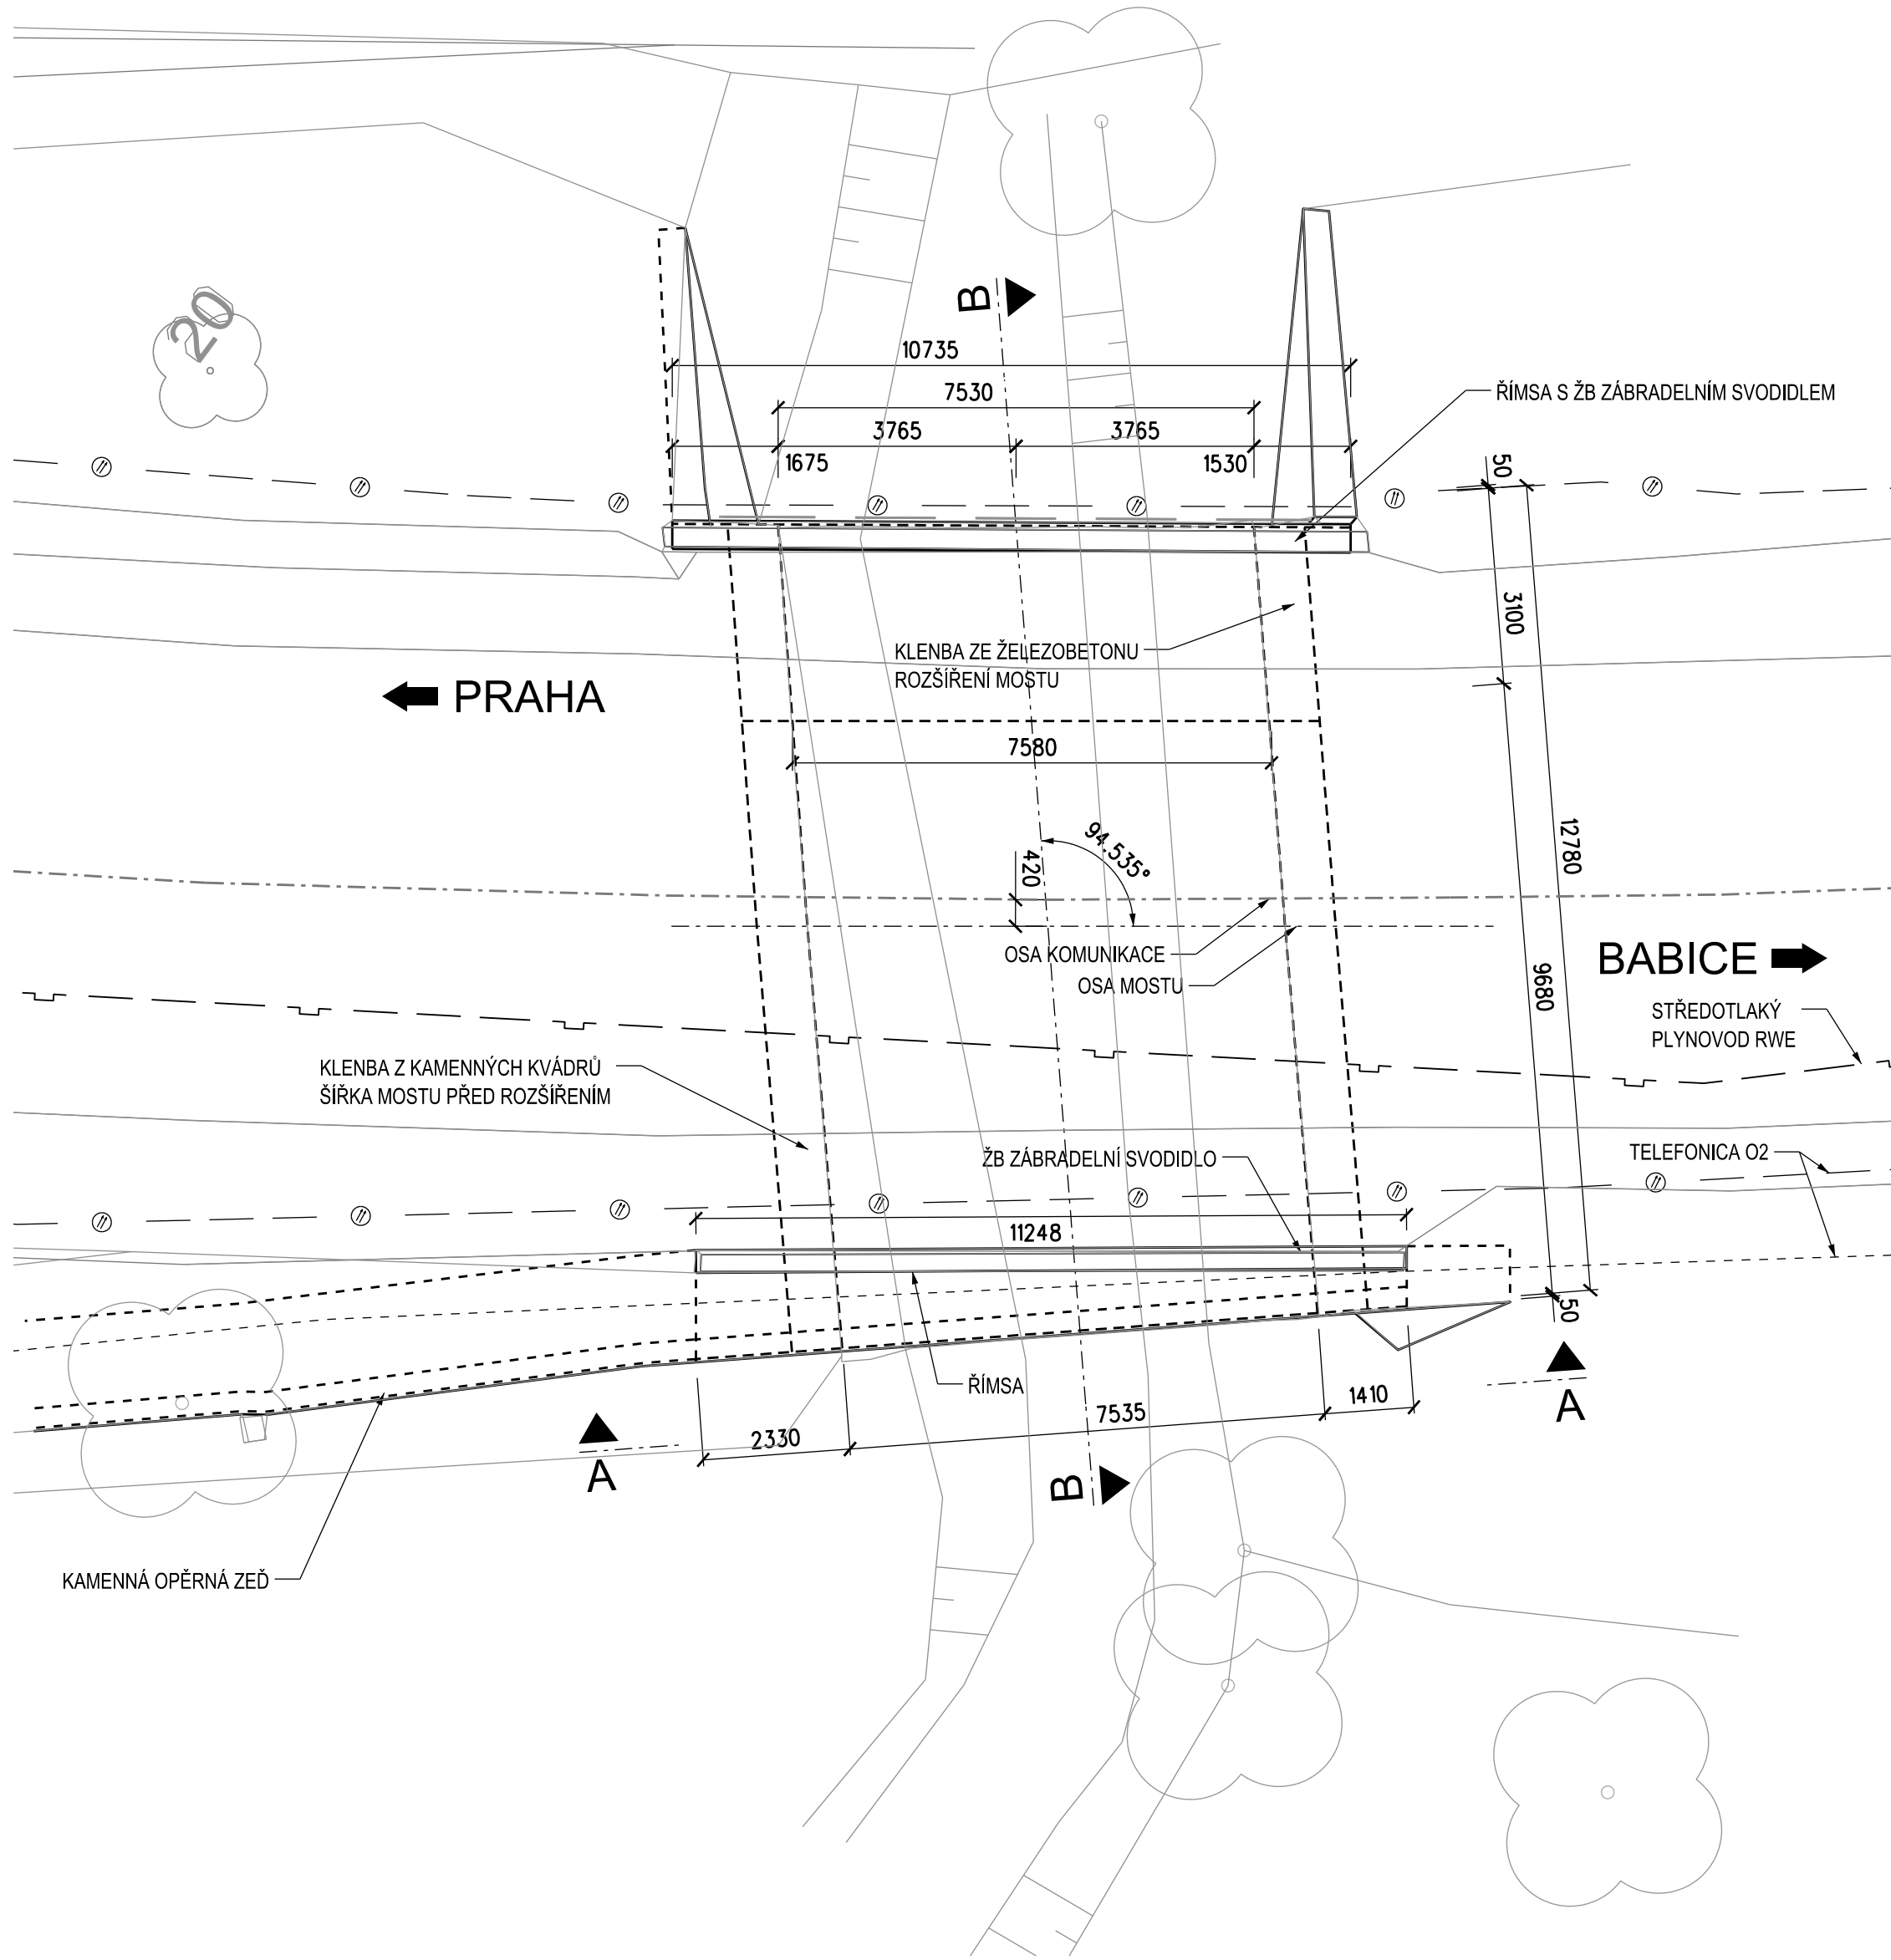 20
B
10735
7530
3765
3765
1675
1530
ŘÍMSA S ŽB ZÁBRADELNÍM SVODIDLEM
50
3100
KLENBA ZE ŽELEZOBETONU
ROZŠÍŘENÍ MOSTU
PRAHA
7580
94.535°
420
12780
OSA KOMUNIKACE
OSA MOSTU
BABICE
9680
STŘEDOTLAKÝ
PLYNOVOD RWE
KLENBA Z KAMENNÝCH KVÁDRŮ
ŠÍŘKA MOSTU PŘED ROZŠÍŘENÍM
ŽB ZÁBRADELNÍ SVODIDLO
TELEFONICA O2
11248
50
ŘÍMSA
1410
7535
2330
A
A
B
KAMENNÁ OPĚRNÁ ZEĎ